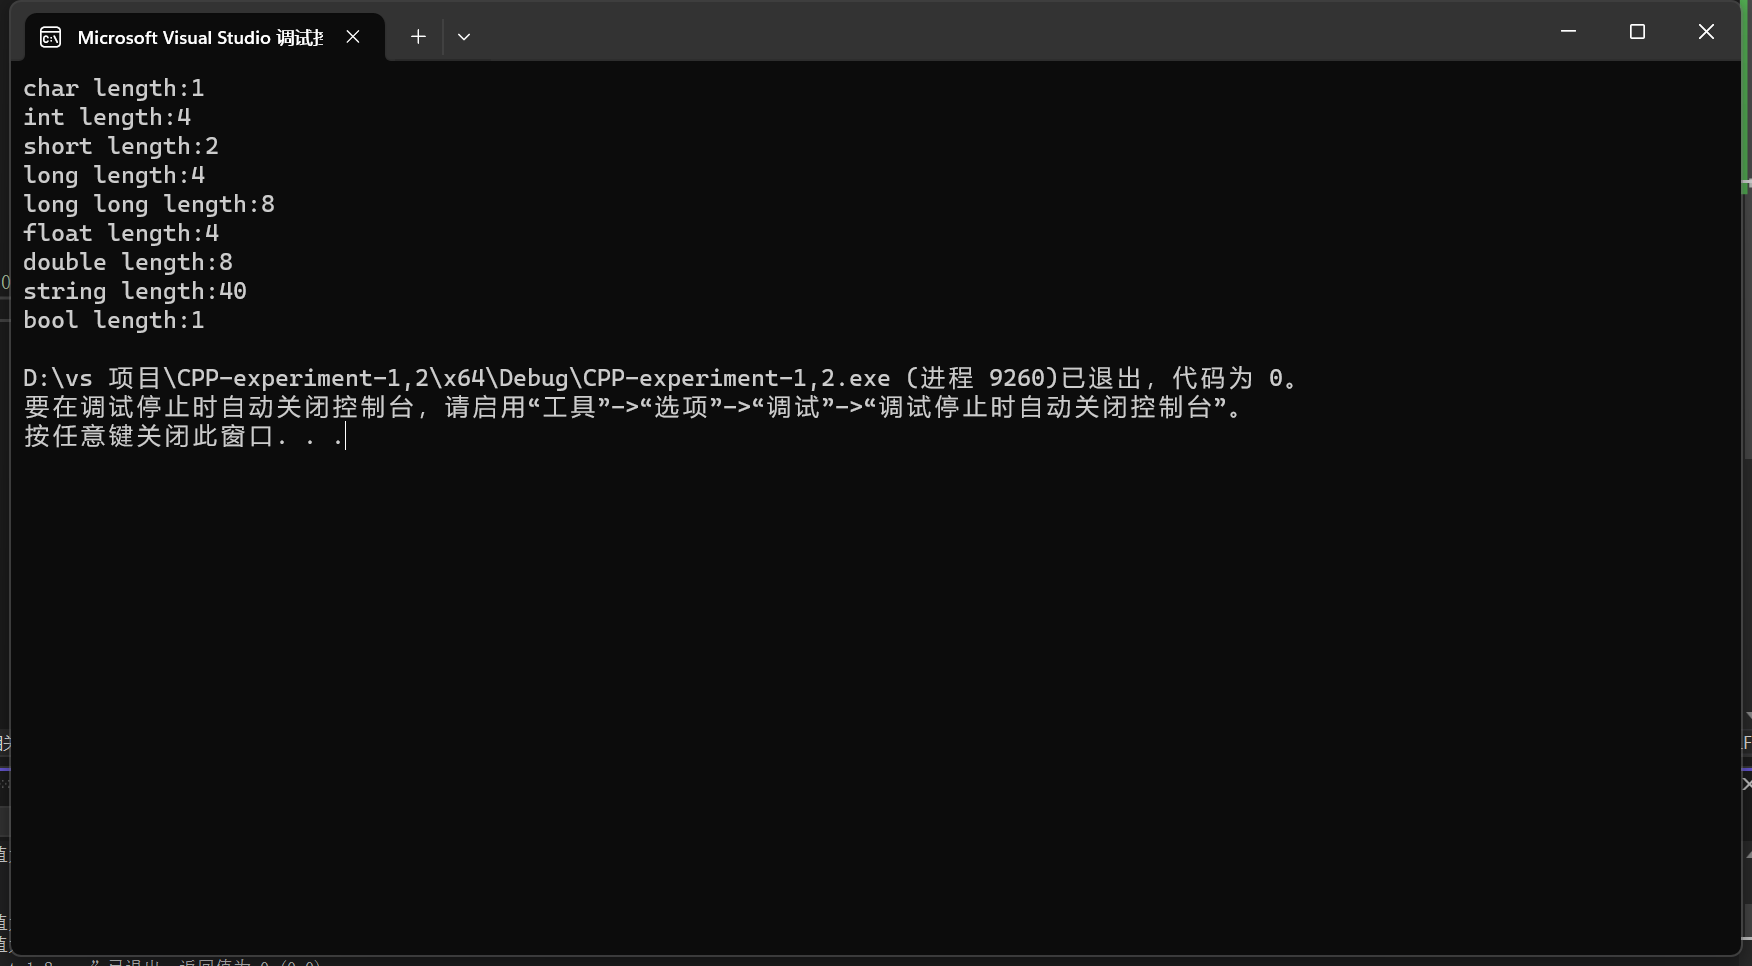 Microsoft Visual Studio 调试
char length:1
int length:4
short length:2
long length:4
long long length:8
float length:4
double length:8
string length:40
bool length:1
D:\vs 项目\CPP-experiment-1,2\x64\Debug\CPP-experiment-1,2.exe (进程 9260)已退出，代码为 0。
要在调试停止时自动关闭控制台，请启用“工具”->“选项”->“调试”->“调试停止时自动关闭控制台”。
按任意键关闭此窗口. . .